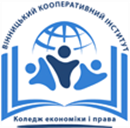 ВІННИЦЬКИЙ КООПЕРАТИВНИЙ ІНСТИТУТ
Коледж економіки і права